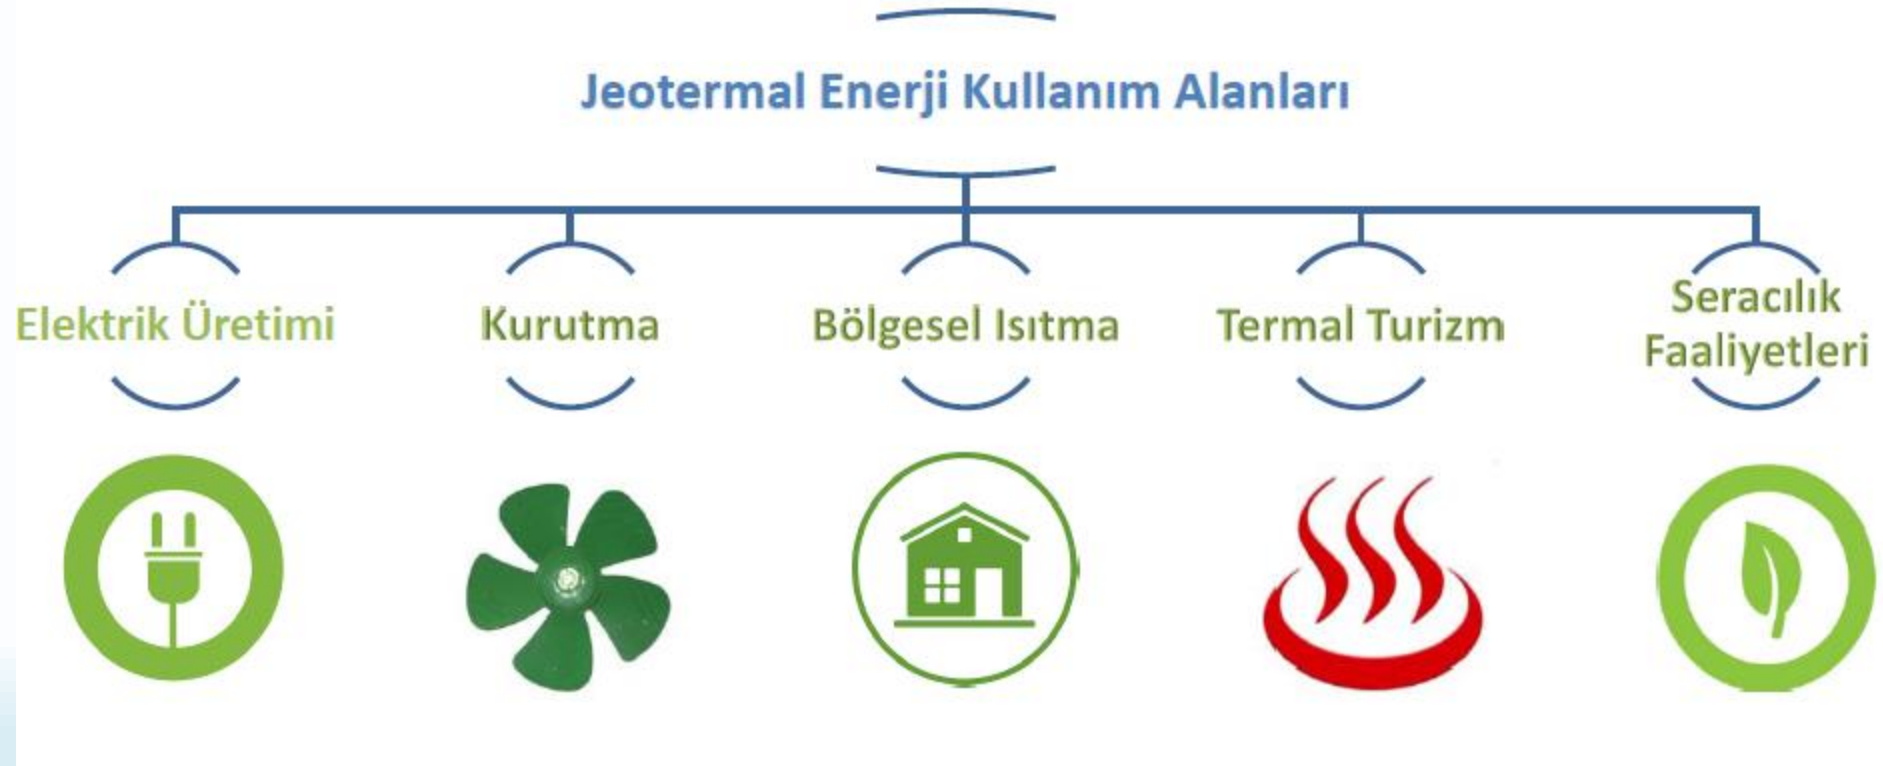 Jeotermal Enerji Kullanım Alanları
Elektrik Üretimi
Kurutma
Bölgesel Isıtma
Termal Turizm
Seracılık
Faaliyetleri